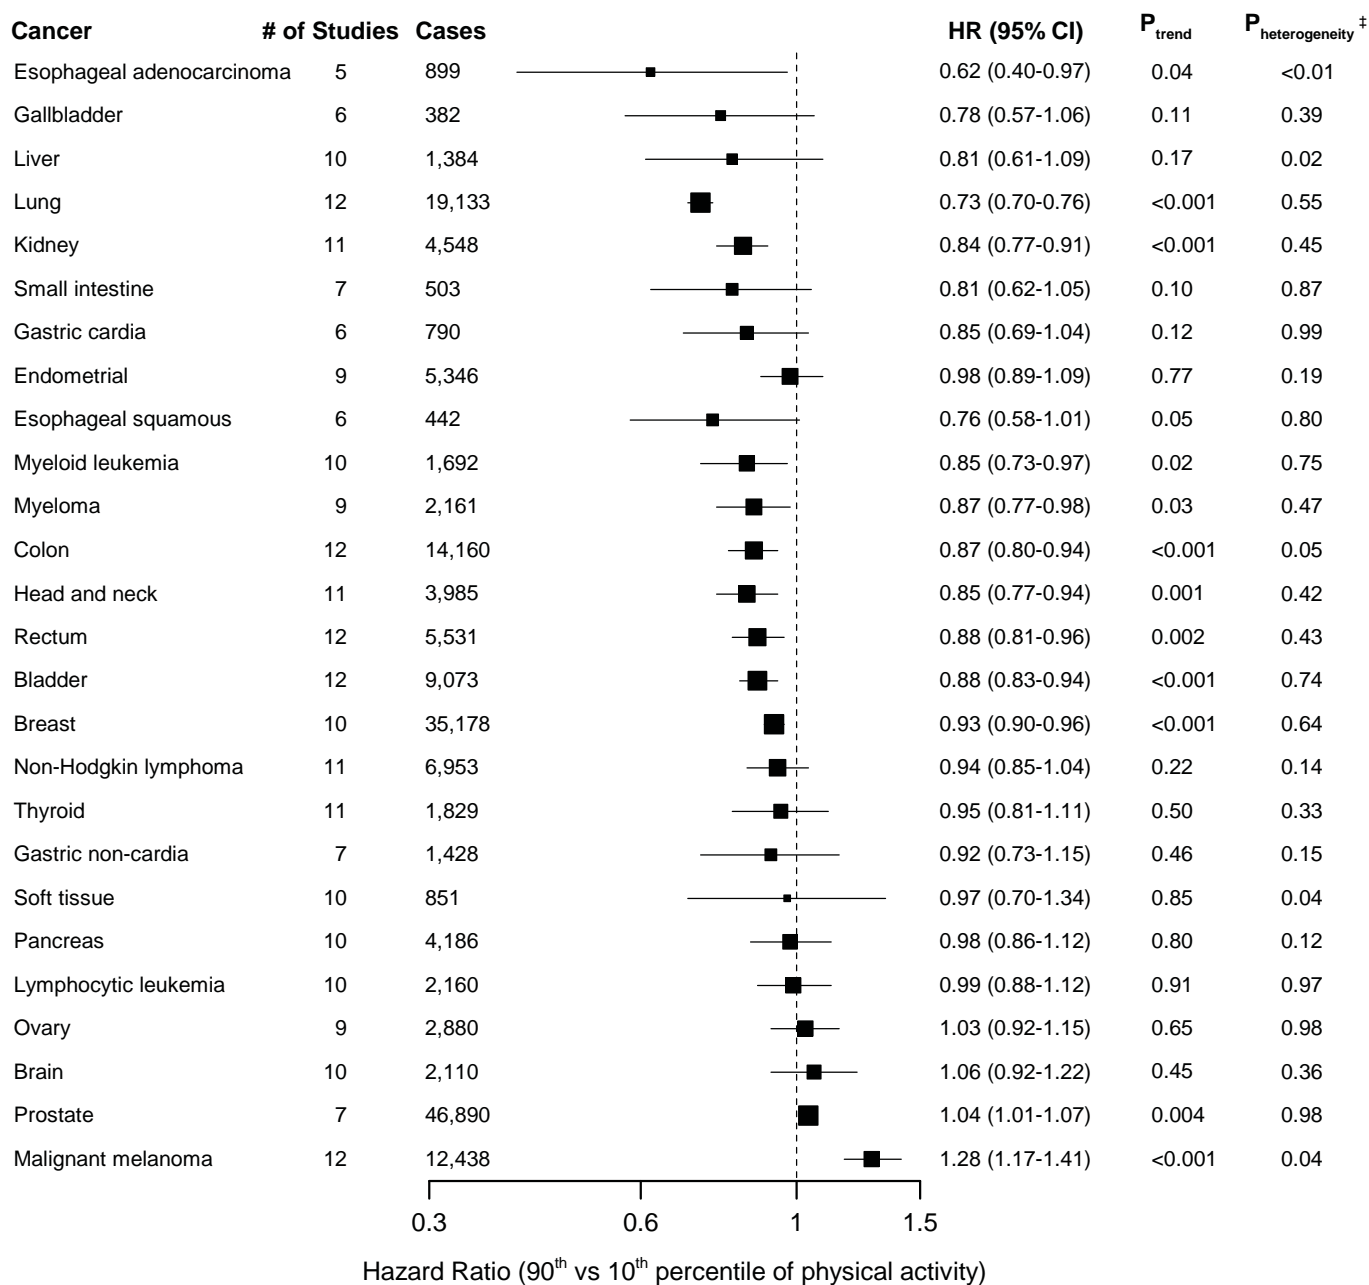 Cancer # of Studies Cases HR (95% CI) Ptrend Pheterogeneity ‡
Esophageal adenocarcinoma 5 899 0.62 (0.40-0.97) 0.04 <0.01
Gallbladder 6 382 0.78 (0.57-1.06) 0.11 0.39
Liver 10 1,384 0.81 (0.61-1.09) 0.17 0.02
Lung 12 19,133 0.73 (0.70-0.76) <0.001 0.55
Kidney 11 4,548 0.84 (0.77-0.91) <0.001 0.45
Small intestine 7 503 0.81 (0.62-1.05) 0.10 0.87
Gastric cardia 6 790 0.85 (0.69-1.04) 0.12 0.99
Endometrial 9 5,346 0.98 (0.89-1.09) 0.77 0.19
Esophageal squamous 6 442 0.76 (0.58-1.01) 0.05 0.80
Myeloid leukemia 10 1,692 0.85 (0.73-0.97) 0.02 0.75
Myeloma 9 2,161 0.87 (0.77-0.98) 0.03 0.47
Colon 12 14,160 0.87 (0.80-0.94) <0.001 0.05
Head and neck 11 3,985 0.85 (0.77-0.94) 0.001 0.42
Rectum 12 5,531 0.88 (0.81-0.96) 0.002 0.43
Bladder 12 9,073 0.88 (0.83-0.94) <0.001 0.74
Breast 10 35,178 0.93 (0.90-0.96) <0.001 0.64
Non-Hodgkin lymphoma 11 6,953 0.94 (0.85-1.04) 0.22 0.14
Thyroid 11 1,829 0.95 (0.81-1.11) 0.50 0.33
Gastric non-cardia 7 1,428 0.92 (0.73-1.15) 0.46 0.15
Soft tissue 10 851 0.97 (0.70-1.34) 0.85 0.04
Pancreas 10 4,186 0.98 (0.86-1.12) 0.80 0.12
Lymphocytic leukemia 10 2,160 0.99 (0.88-1.12) 0.91 0.97
Ovary 9 2,880 1.03 (0.92-1.15) 0.65 0.98
Brain 10 2,110 1.06 (0.92-1.22) 0.45 0.36
Prostate 7 46,890 1.04 (1.01-1.07) 0.004 0.98
Malignant melanoma 12 12,438 1.28 (1.17-1.41) <0.001 0.04
0.3 0.6 1 1.5
Hazard Ratio (90th vs 10th percentile of physical activity)